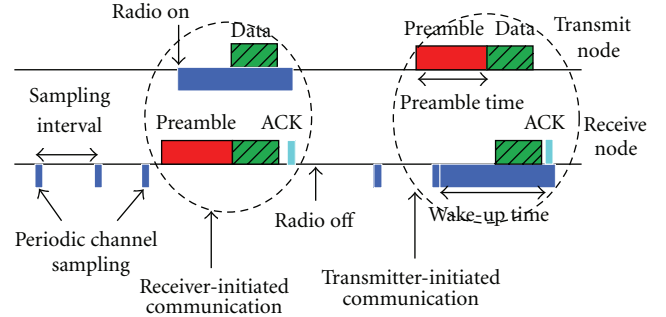 Radio on
Data
Preamble
Data
Transmit
node
Sampling
interval
Preamble time
Preamble
ACK
ACK
Receive
node
Radio off
Wake-up time
Periodic channel
sampling
Receiver-initiated
communication
Transmitter-initiated
communication